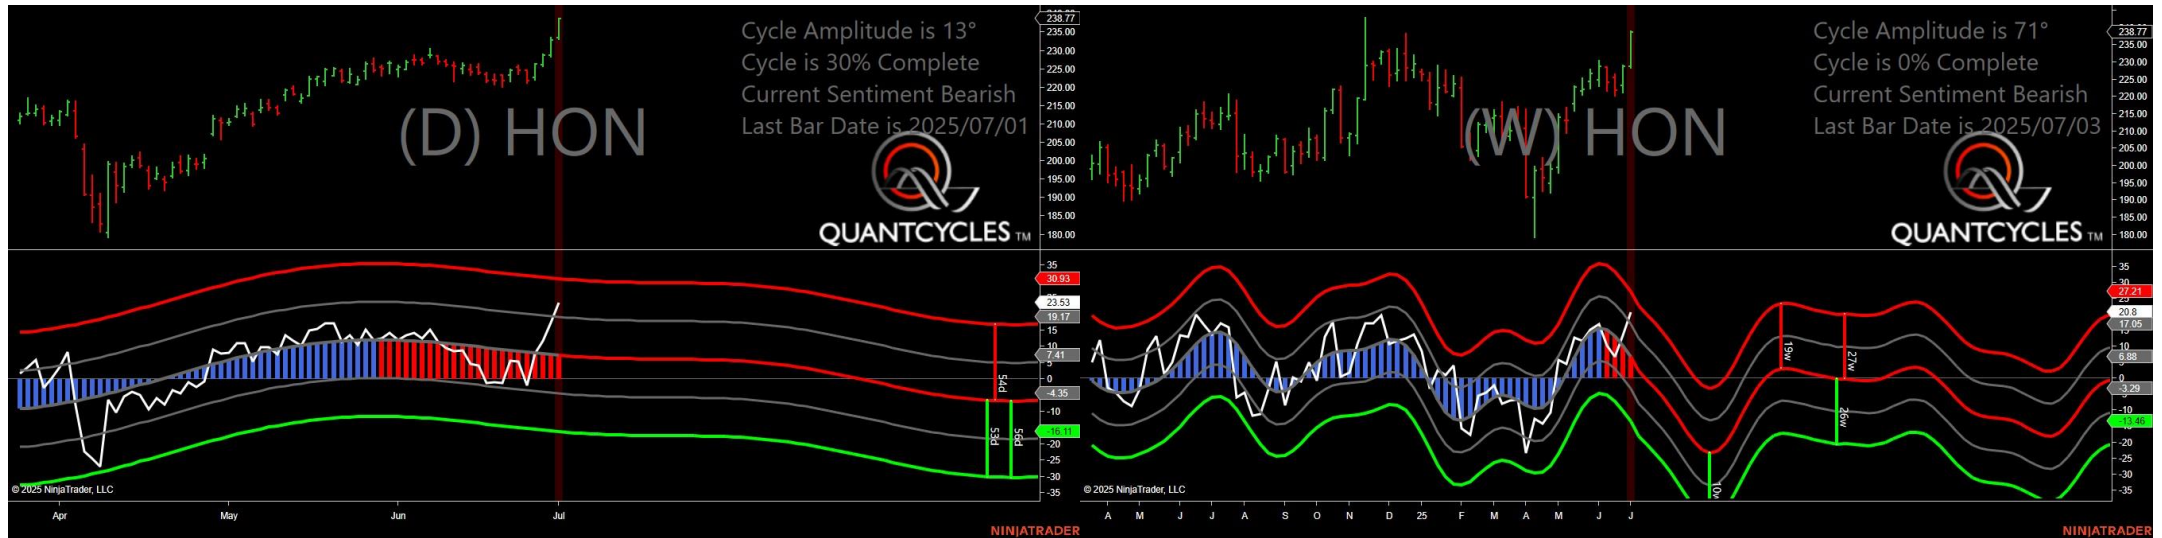 Cycle Amplitude is 13°
Cycle is 30% Complete
Current Sentiment Bearish
Last Bar Date is 2025/07/01
(D) HON
QUANTCYCLES TM
238.77
235.00
230.00
225.00
220.00
215.00
210.00
205.00
200.00
195.00
190.00
185.00
180.00
35
30.93
23.53
19.17
15
10
7.41
5
0
-4.35
-10
-16.11
-20
-25
-30
-35
54d
53d
56d
© 2025 NinjaTrader, LLC
Apr May Jun Jul
NINJATRADER
Cycle Amplitude is 71°
Cycle is 0% Complete
Current Sentiment Bearish
Last Bar Date is 2025/07/03
(W) HON
QUANTCYCLES TM
238.77
235.00
230.00
225.00
220.00
215.00
210.00
205.00
200.00
195.00
190.00
185.00
180.00
35
27.21
20.8
17.05
10
6.88
0
-3.29
-10
-13.46
-20
-25
-30
-35
19w
27w
26w
10w
© 2025 NinjaTrader, LLC
A M J J A S O N D 25 F M A M J J
NINJATRADER